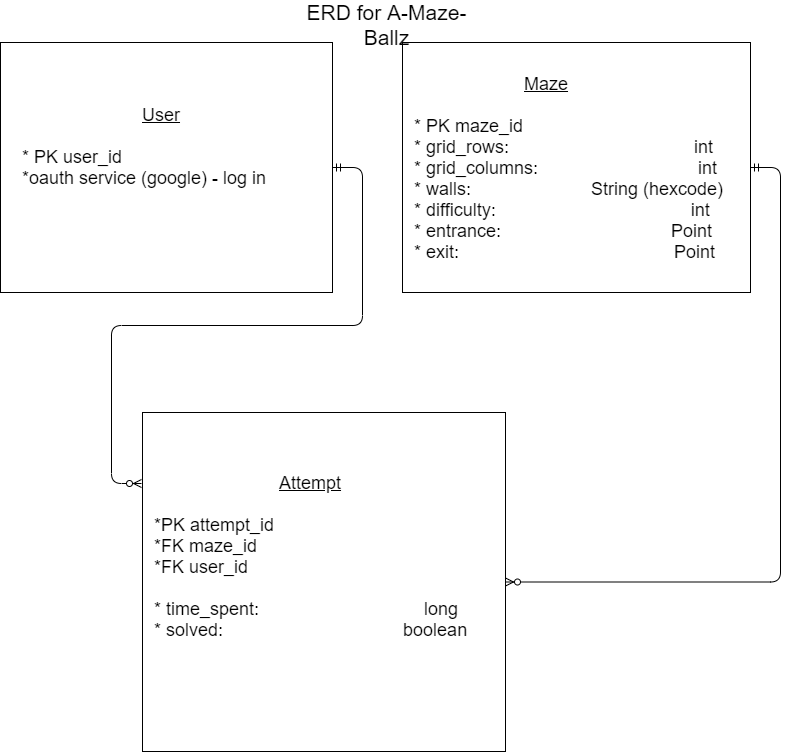 ERD for A-Maze-
Ballz
User
* PK user_id
*oauth service (google) - log in
Maze
* PK maze_id
* grid_rows: int
* grid_columns: int
* walls: String (hexcode)
* difficulty: int
* entrance: Point
* exit: Point
Attempt
*PK attempt_id
*FK maze_id
*FK user_id
* time_spent: long
* solved: boolean